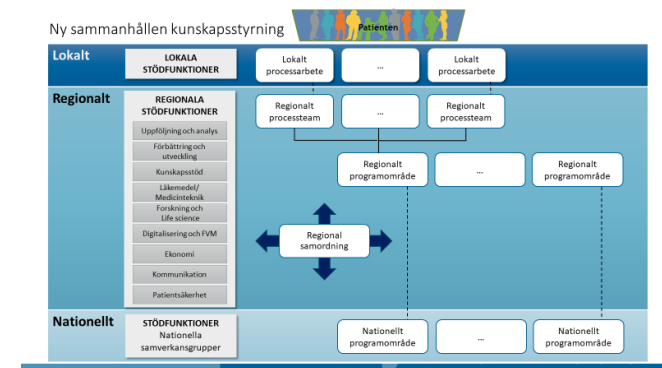 Ny sammanhållen kunskapsstyrning
Patienten
Lokalt
LOKALA
STÖDFUNKTIONER
Lokalt
processarbete
...
Lokalt
processarbete
Regionalt
REGIONALA
STÖDFUNKTIONER
Uppföljning och analys
Förbättring och
utveckling
Kunskapsstöd
Läkemedel/
Medicinteknik
Forskning och
Life science
Digitalisering och FVM
Ekonomi
Kommunikation
Patientsäkerhet
Regionalt
processteam
...
Regionalt
processteam
Regionalt
programområde
...
Regionalt
programområde
Regional
samordning
Nationellt
STÖDFUNKTIONER
Nationella
samverkansgrupper
Nationellt
programområde
...
Nationellt
programområde